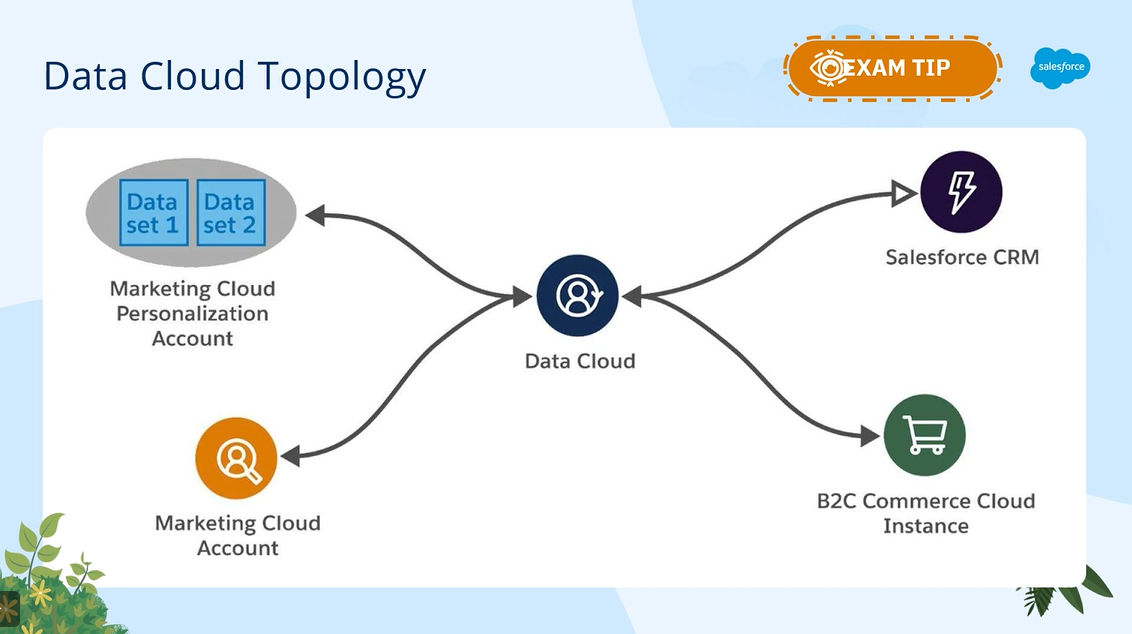 Data Cloud Topology
EXAM TIP
salesforce
Data
set 1
Data
set 2
Marketing Cloud
Personalization
Account
Salesforce CRM
Data Cloud
Marketing Cloud
Account
B2C Commerce Cloud
Instance